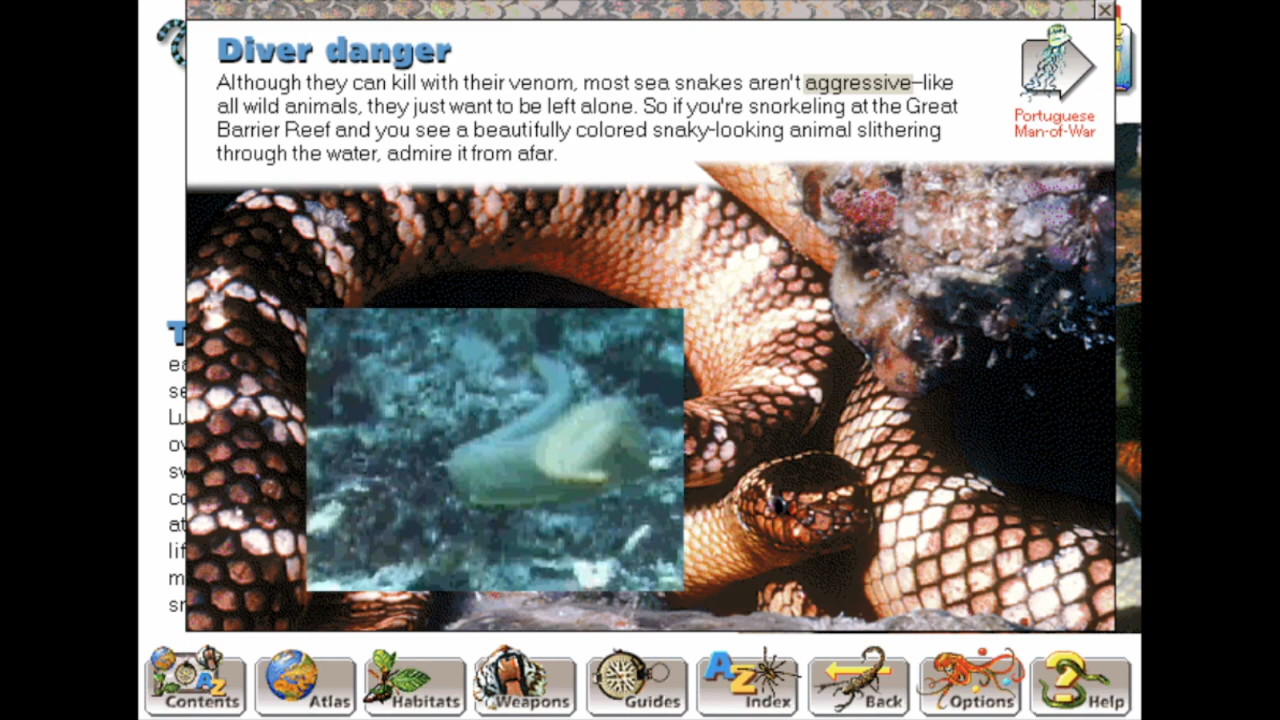 Diver danger
Although they can kill with their venom, most sea snakes aren't aggressive–like
all wild animals, they just want to be left alone. So if you're snorkeling at the Great
Barrier Reef and you see a beautifully colored snaky-looking animal slithering
through the water, admire it from afar.
Portuguese
Man-of-War
Contents
Atlas
Habitats
Weapons
Guides
AZ
Index
Back
Options
Help